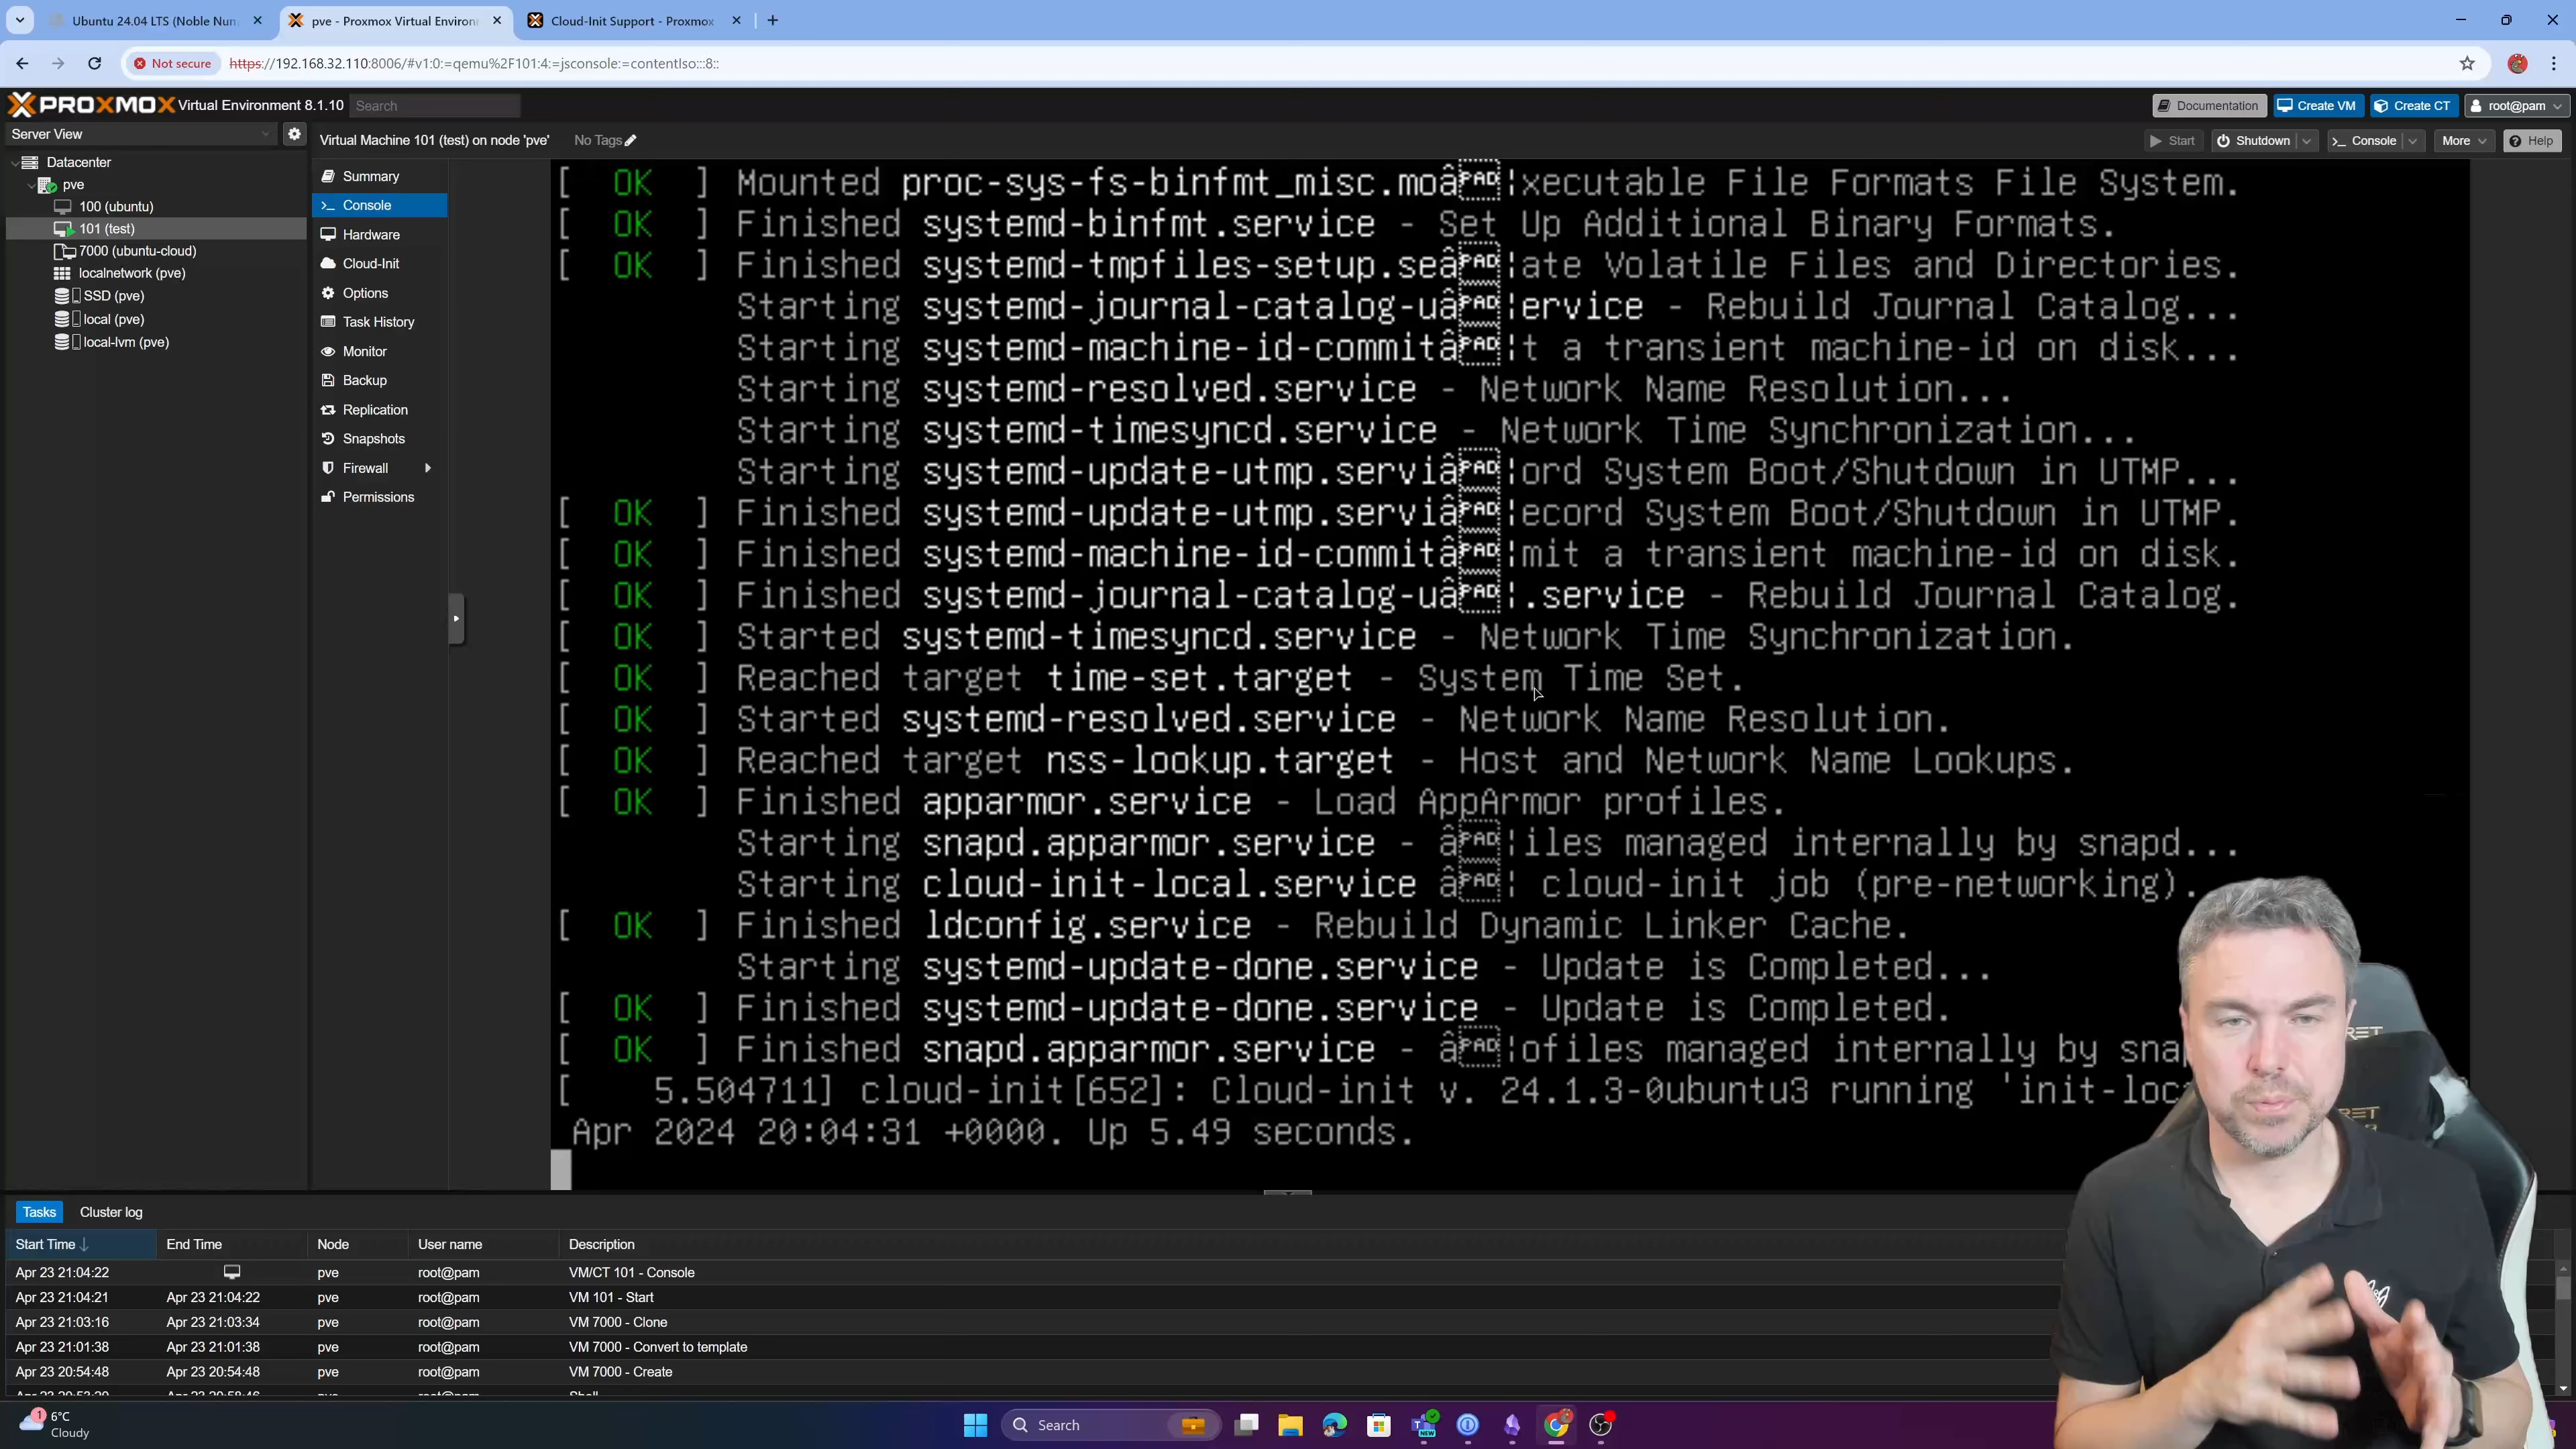 Ubuntu 24.04 LTS (Noble Num
pve - Proxmox Virtual Environ
Cloud-Init Support - Proxmox
Not secure
https://192.168.32.110:8006/#v1:0:=qemu%2F101:4:=jsconsole:=contentIso:::8::
PROXMOX Virtual Environment 8.1.10
Search
Documentation
Create VM
Create CT
root@pam
Server View
Virtual Machine 101 (test) on node 'pve'
No Tags
Start
Shutdown
Console
More
Help
Datacenter
pve
100 (ubuntu)
101 (test)
7000 (ubuntu-cloud)
localnetwork (pve)
SSD (pve)
local (pve)
local-lvm (pve)
Summary
Console
Hardware
Cloud-Init
Options
Task History
Monitor
Backup
Replication
Snapshots
Firewall
Permissions
[ OK ] Mounted proc-sys-fs-binfmt_misc.moâPAD¦xecutable File Formats File System.
[ OK ] Finished systemd-binfmt.service - Set Up Additional Binary Formats.
[ OK ] Finished systemd-tmpfiles-setup.seâPAD¦ate Volatile Files and Directories.
Starting systemd-journal-catalog-uâPAD¦ervice - Rebuild Journal Catalog...
Starting systemd-machine-id-commitâPAD¦t a transient machine-id on disk...
Starting systemd-resolved.service - Network Name Resolution...
Starting systemd-timesyncd.service - Network Time Synchronization...
Starting systemd-update-utmp.serviâPAD¦ord System Boot/Shutdown in UTMP...
[ OK ] Finished systemd-update-utmp.serviâPAD¦ecord System Boot/Shutdown in UTMP.
[ OK ] Finished systemd-machine-id-commitâPAD¦mit a transient machine-id on disk.
[ OK ] Finished systemd-journal-catalog-uâPAD¦.service - Rebuild Journal Catalog.
[ OK ] Started systemd-timesyncd.service - Network Time Synchronization.
[ OK ] Reached target time-set.target - System Time Set.
[ OK ] Started systemd-resolved.service - Network Name Resolution.
[ OK ] Reached target nss-lookup.target - Host and Network Name Lookups.
[ OK ] Finished apparmor.service - Load AppArmor profiles.
Starting snapd.apparmor.service - âPAD¦iles managed internally by snapd...
Starting cloud-init-local.service âPAD¦ cloud-init job (pre-networking).
[ OK ] Finished ldconfig.service - Rebuild Dynamic Linker Cache.
Starting systemd-update-done.service - Update is Completed...
[ OK ] Finished systemd-update-done.service - Update is Completed.
[ OK ] Finished snapd.apparmor.service - âPAD¦ofiles managed internally by sna
[ 5.504711] cloud-init[652]: Cloud-init v. 24.1.3-0ubuntu3 running 'init-loc
Apr 2024 20:04:31 +0000. Up 5.49 seconds.
Tasks
Cluster log
Start Time End Time Node User name Description
Apr 23 21:04:22 pve root@pam VM/CT 101 - Console
Apr 23 21:04:21 Apr 23 21:04:22 pve root@pam VM 101 - Start
Apr 23 21:03:16 Apr 23 21:03:34 pve root@pam VM 7000 - Clone
Apr 23 21:01:38 Apr 23 21:01:38 pve root@pam VM 7000 - Convert to template
Apr 23 20:54:48 Apr 23 20:54:48 pve root@pam VM 7000 - Create
1
6°C
Cloudy
Search
NEW